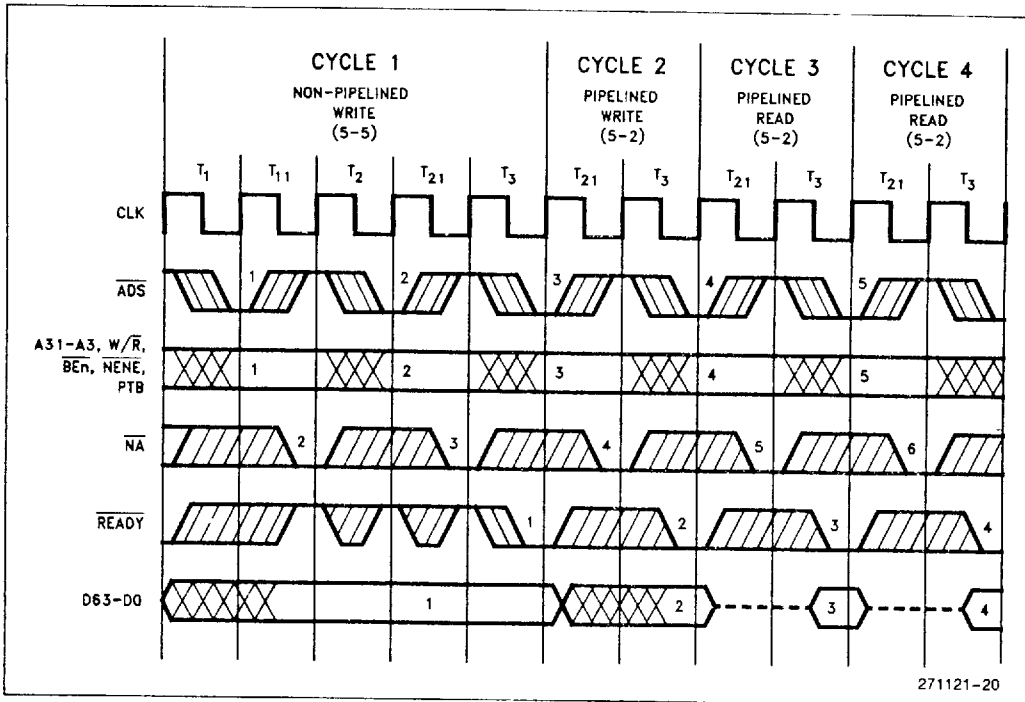 CYCLE 1
NON-PIPELINED
WRITE
(5-5)
CYCLE 2
PIPELINED
WRITE
(5-2)
CYCLE 3
PIPELINED
READ
(5-2)
CYCLE 4
PIPELINED
READ
(5-2)
T1 T11 T2 T21 T3 T21 T3 T21 T3 T21 T3
CLK
ADS 1 2 3 4 5
A31-A3, W/R,
BEn, NENE,
PTB
1 2 3 4 5
NA 2 3 4 5 6
READY 1 2 3 4
D63-D0 1 2 3 4
271121-20